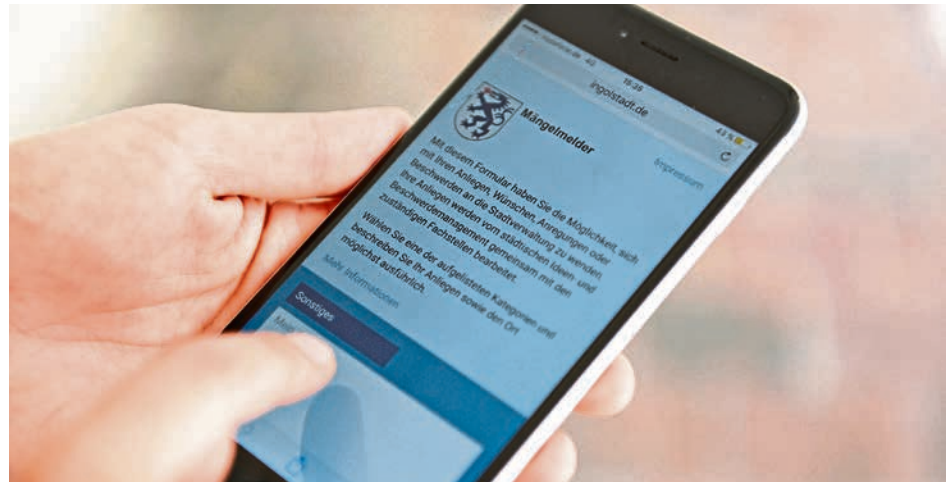 15:39
43 %
ingolstadt.de
Mängelmelder
Impressum
Mit diesem Formular haben Sie die Möglichkeit, sich
mit Ihren Anliegen, Wünschen, Anregungen oder
Beschwerden an die Stadtverwaltung zu wenden.
Ihre Anliegen werden vom städtischen Ideen- und
Beschwerdemanagement gemeinsam mit den
zuständigen Fachstellen bearbeitet.
Wählen Sie eine der aufgelisteten Kategorien und
beschreiben Sie Ihr Anliegen sowie den Ort
möglichst ausführlich.
Mehr Informationen
Sonstiges